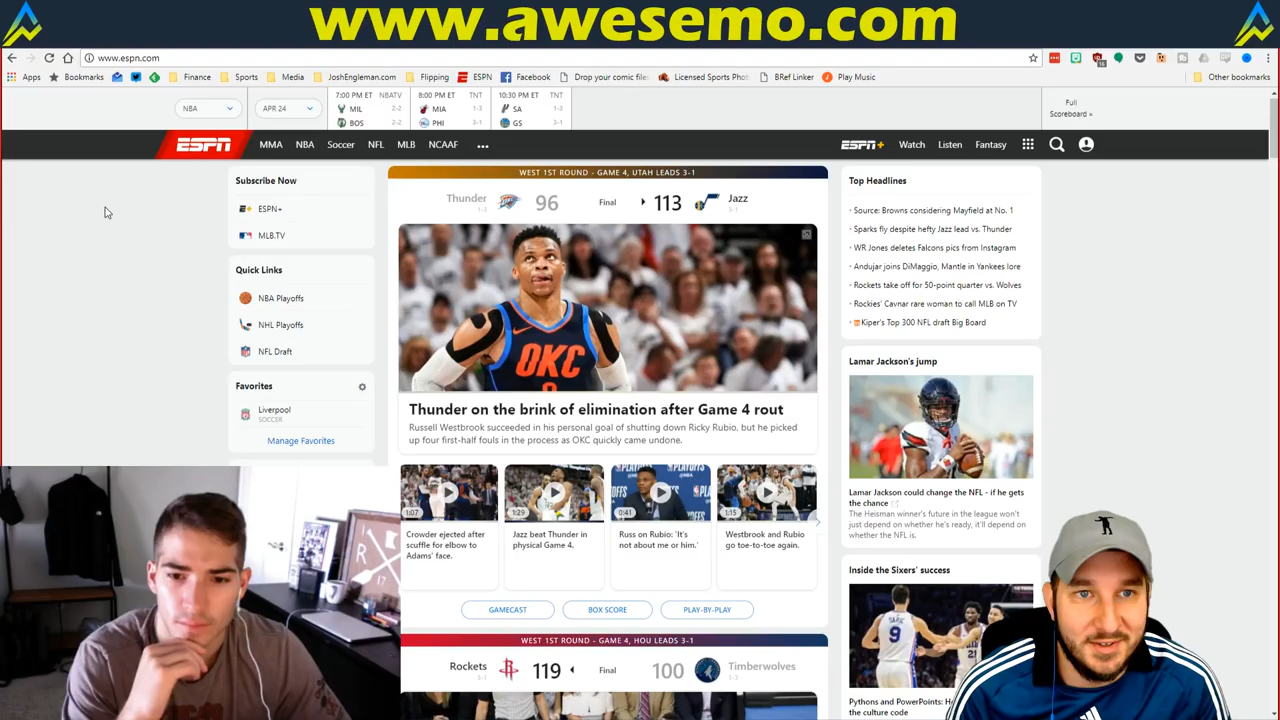 www.awesemo.com
www.espn.com
Apps
Bookmarks
Finance
Sports
Media
JoshEngleman.com
Flipping
ESPN
Facebook
Drop your comic files
Licensed Sports Phot
BRef Linker
Play Music
Other bookmarks
NBA
APR 24
7:00 PM ET NBATV
MIL 2-2
BOS 2-2
8:00 PM ET TNT
MIA 1-3
PHI 3-1
10:30 PM ET TNT
SA 1-3
GS 3-1
Full
Scoreboard »
ESPN
MMA
NBA
Soccer
NFL
MLB
NCAAF
...
ESPN+
Watch
Listen
Fantasy
Subscribe Now
ESPN+
MLB.TV
Quick Links
NBA Playoffs
NHL Playoffs
NFL Draft
Favorites
Liverpool
SOCCER
Manage Favorites
WEST 1ST ROUND - GAME 4, UTAH LEADS 3-1
Thunder 96 Final 113 Jazz
1-3 3-1
OKC
Thunder on the brink of elimination after Game 4 rout
Russell Westbrook succeeded in his personal goal of shutting down Ricky Rubio, but he picked
up four first-half fouls in the process as OKC quickly came undone.
1:07
Crowder ejected after
scuffle for elbow to
Adams' face.
1:29
Jazz beat Thunder in
physical Game 4.
0:41
Russ on Rubio: 'It's
not about me or him.'
1:15
Westbrook and Rubio
go toe-to-toe again.
GAMECAST
BOX SCORE
PLAY-BY-PLAY
WEST 1ST ROUND - GAME 4, HOU LEADS 3-1
Rockets 119 Final 100 Timberwolves
3-1 1-3
Top Headlines
Source: Browns considering Mayfield at No. 1
Sparks fly despite hefty Jazz lead vs. Thunder
WR Jones deletes Falcons pics from Instagram
Andujar joins DiMaggio, Mantle in Yankees lore
Rockets take off for 50-point quarter vs. Wolves
Rockies' Cavnar rare woman to call MLB on TV
Kiper's Top 300 NFL draft Big Board
Lamar Jackson's jump
Lamar Jackson could change the NFL - if he gets
the chance
The Heisman winner's future in the league won't
just depend on whether he's ready, it'll depend on
whether the NFL is.
Inside the Sixers' success
9
21
Pythons and PowerPoints: H
the culture code
R
17